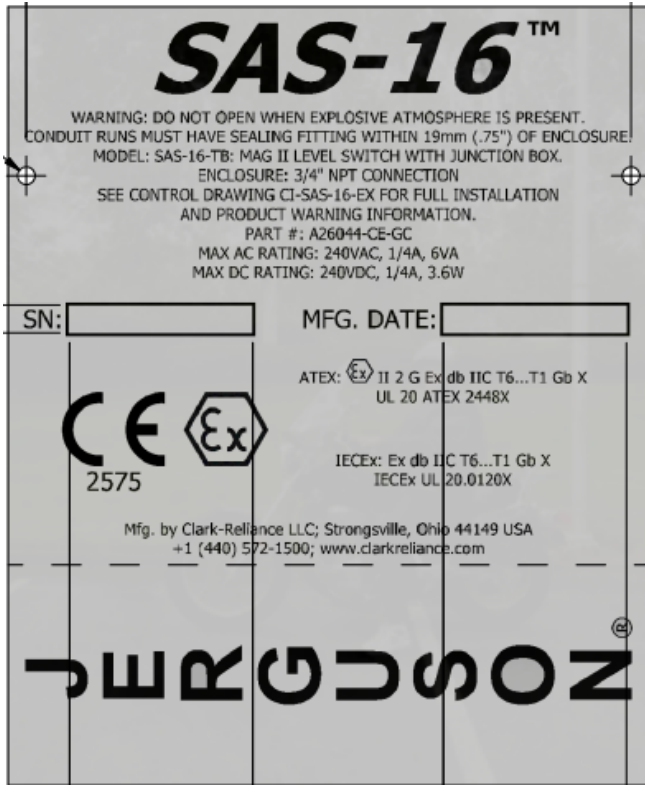 SAS-16™
WARNING: DO NOT OPEN WHEN EXPLOSIVE ATMOSPHERE IS PRESENT.
CONDUIT RUNS MUST HAVE SEALING FITTING WITHIN 19mm (.75") OF ENCLOSURE.
MODEL: SAS-16-TB: MAG II LEVEL SWITCH WITH JUNCTION BOX.
ENCLOSURE: 3/4" NPT CONNECTION
SEE CONTROL DRAWING CI-SAS-16-EX FOR FULL INSTALLATION
AND PRODUCT WARNING INFORMATION.
PART #: A26044-CE-GC
MAX AC RATING: 240VAC, 1/4A, 6VA
MAX DC RATING: 240VDC, 1/4A, 3.6W
SN: MFG. DATE:
ATEX: Ex II 2 G Ex db IIC T6...T1 Gb X
UL 20 ATEX 2448X
CE Ex
2575
IECEx: Ex db IIC T6...T1 Gb X
IECEx UL 20.0120X
Mfg. by Clark-Reliance LLC; Strongsville, Ohio 44149 USA
+1 (440) 572-1500; www.clarkreliance.com
JERGUSON®